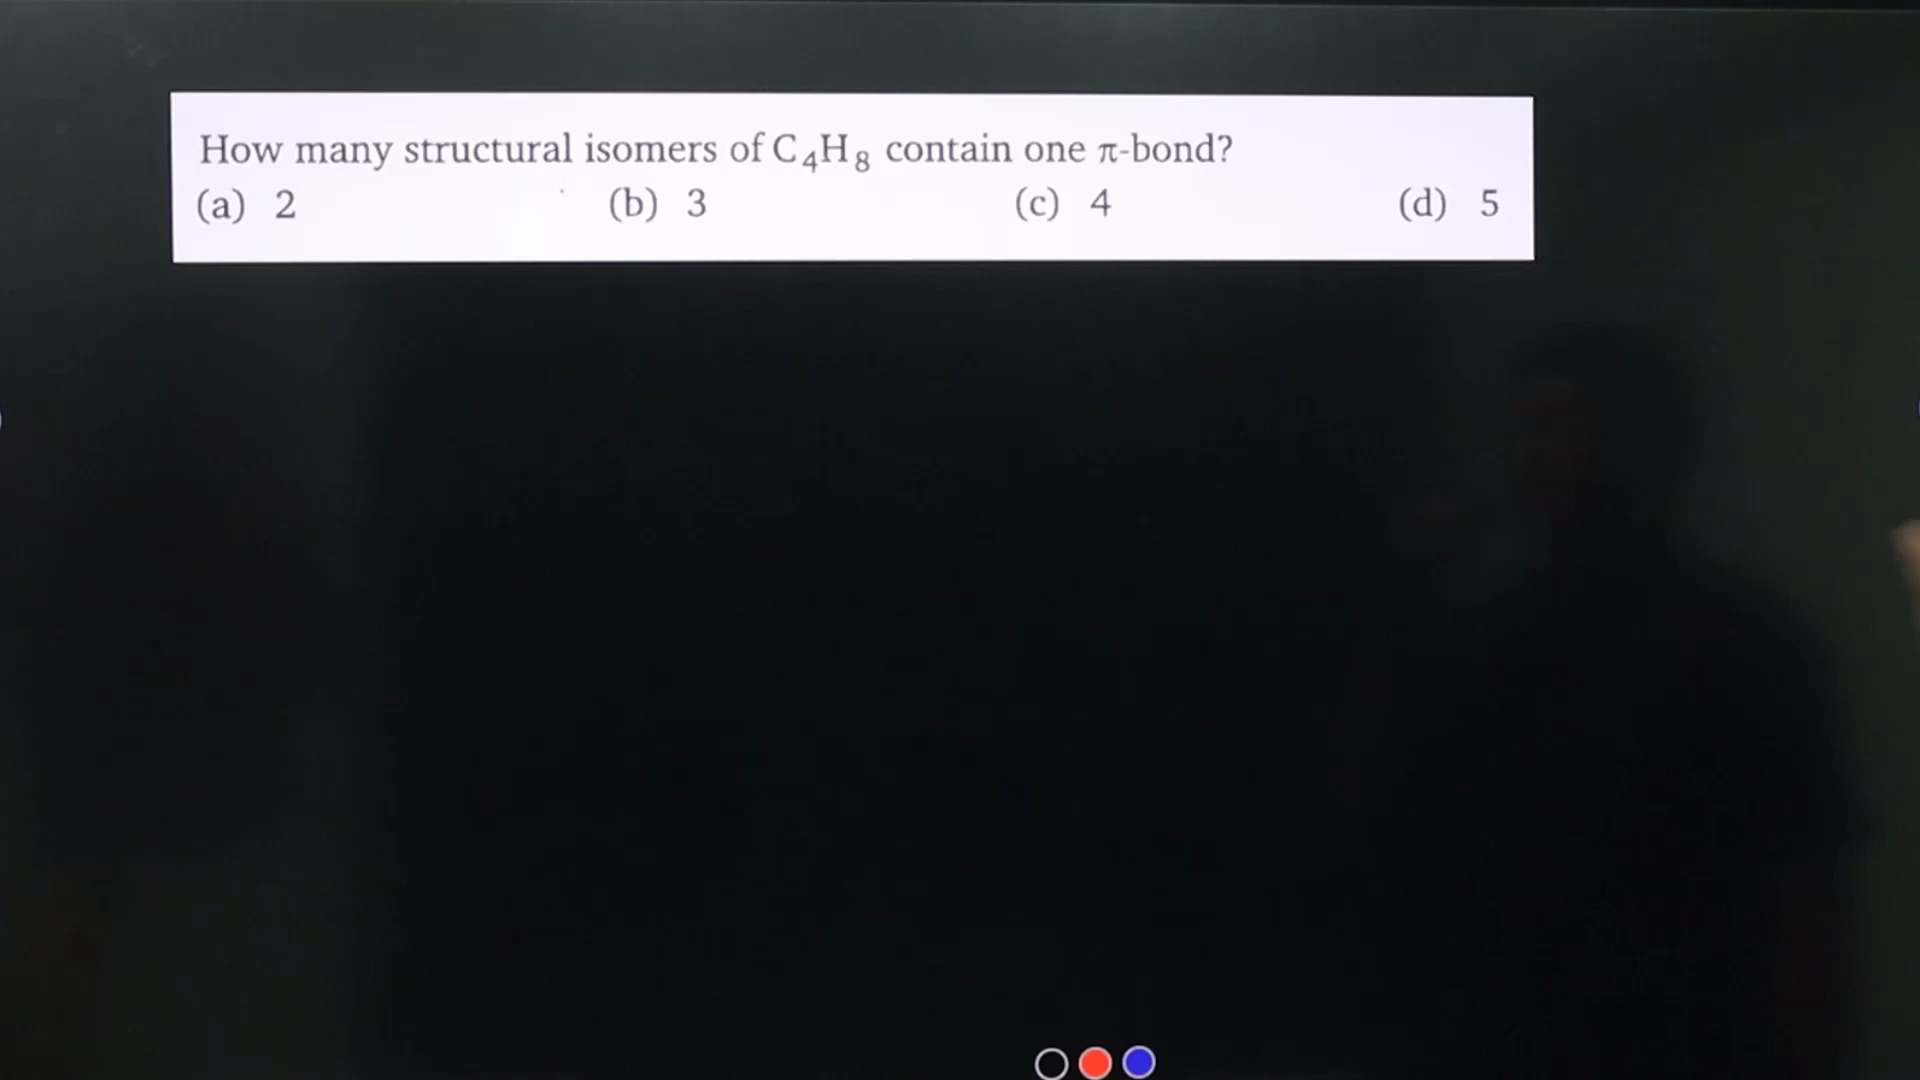 How many structural isomers of C₄H₈ contain one π-bond?
(a) 2 (b) 3 (c) 4 (d) 5